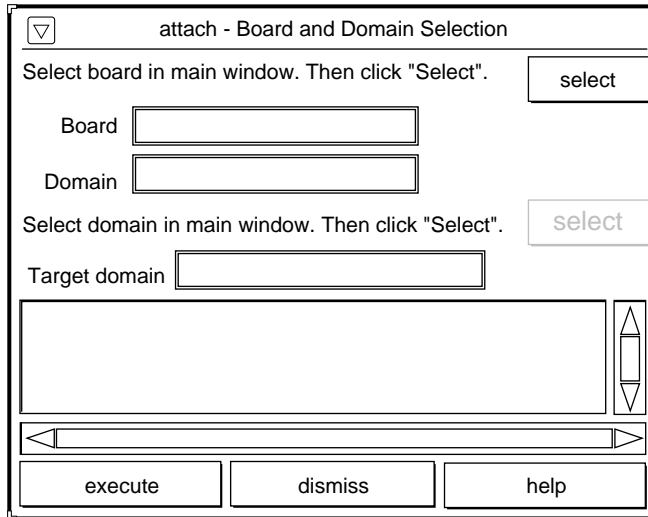 attach - Board and Domain Selection
Select board in main window. Then click "Select".
select
Board
Domain
Select domain in main window. Then click "Select".
select
Target domain
execute
dismiss
help